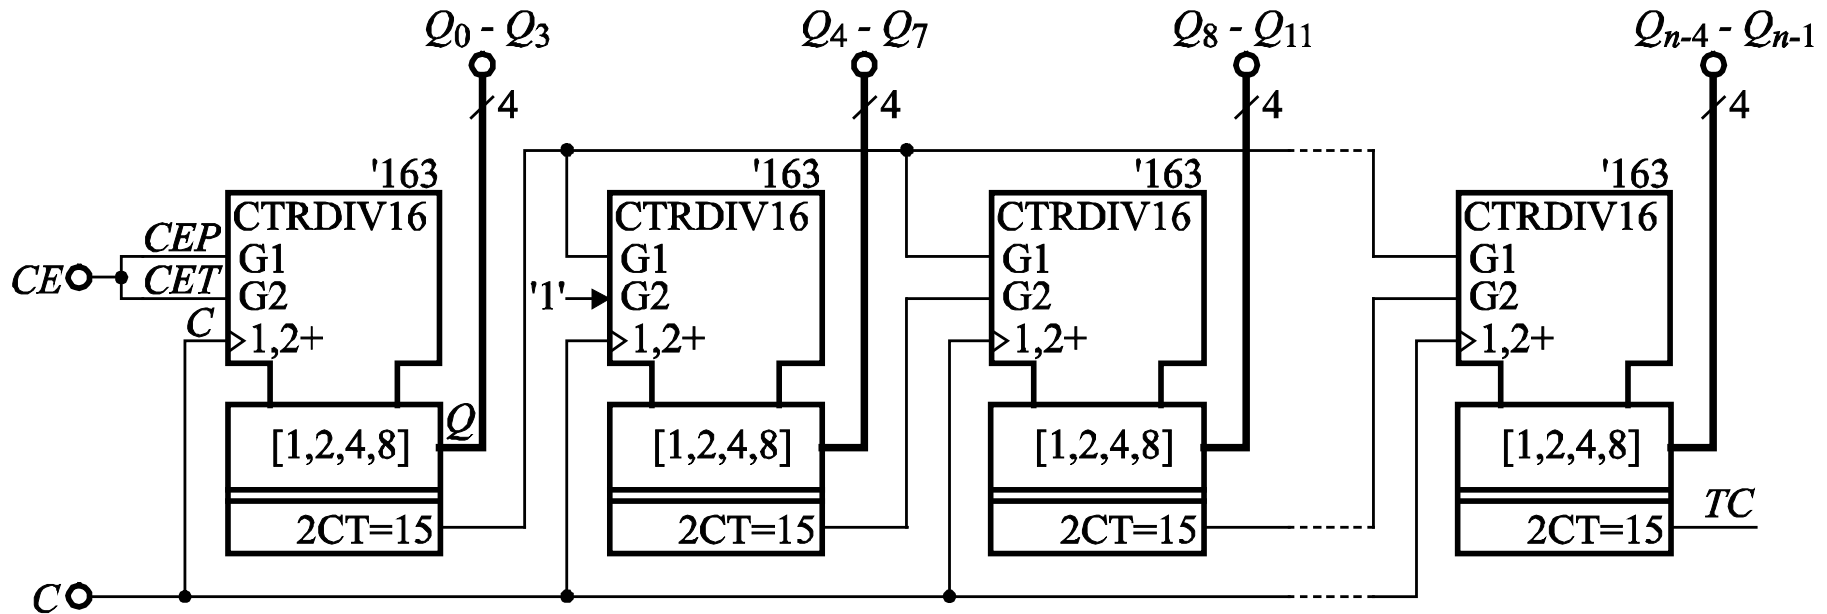 Q0 - Q3 Q4 - Q7 Q8 - Q11 Qn-4 - Qn-1
4 4 4 4
'163 '163 '163 '163
CTRDIV16 CTRDIV16 CTRDIV16 CTRDIV16
CEP G1 G1 G1 G1
CE CET G2 '1' G2 G2 G2
C 1,2+ 1,2+ 1,2+ 1,2+
Q
[1,2,4,8] [1,2,4,8] [1,2,4,8] [1,2,4,8]
TC
2CT=15 2CT=15 2CT=15 2CT=15
C